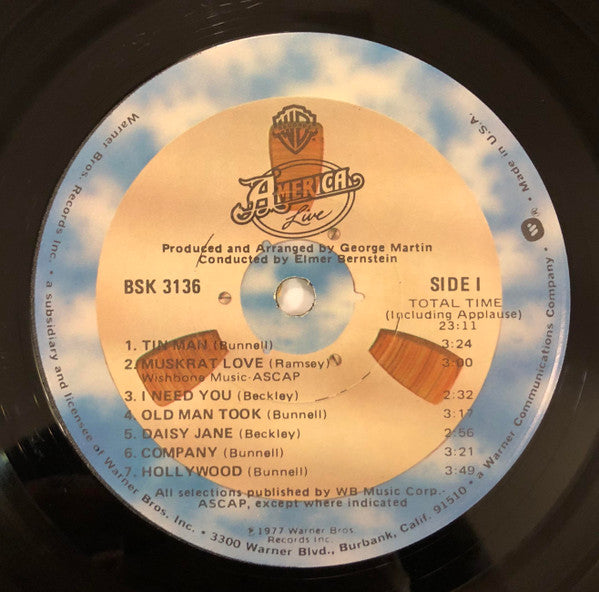 WB
AMERICA
Live
Produced and Arranged by George Martin
Conducted by Elmer Bernstein
BSK 3136
SIDE I
TOTAL TIME
(Including Applause)
23:11
1. TIN MAN (Bunnell) 3:24
2. MUSKRAT LOVE (Ramsey) 3:00
Wishbone Music-ASCAP
3. I NEED YOU (Beckley) 2:32
4. OLD MAN TOOK (Bunnell) 3:17
5. DAISY JANE (Beckley) 2:56
6. COMPANY (Bunnell) 3:21
7. HOLLYWOOD (Bunnell) 3:49
All selections published by WB Music Corp.-
ASCAP, except where indicated
℗1977 Warner Bros.
Records Inc.
Warner Bros. Records Inc. • a subsidiary and licensee of Warner Bros. Inc. • 3300 Warner Blvd., Burbank, Calif. 91510 • a Warner Communications Company. • ® • Made in U.S.A.